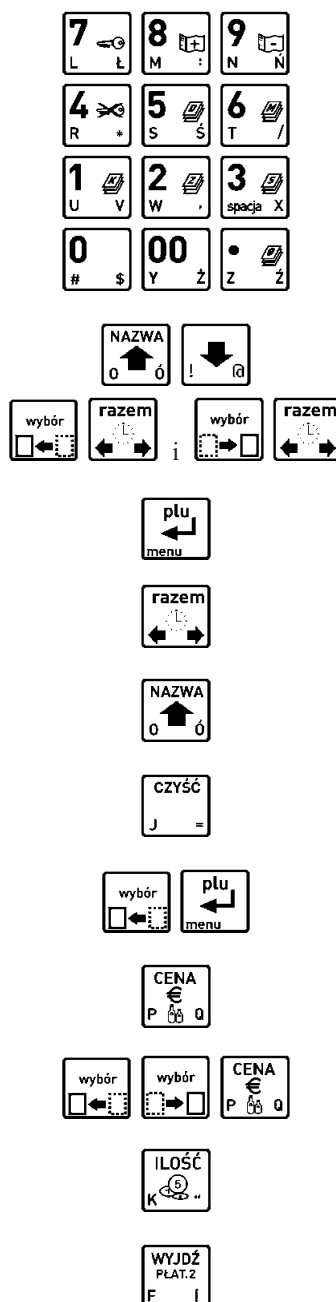 7 8 9
L Ł M : N Ń
4 5 6
R * S Ś T /
1 2 3
U V W , spacja X
0 00 •
# $ Y Ż Z Ź
NAZWA
O Ó ! @
wybór razem i wybór razem
plu
menu
razem
NAZWA
O Ó
CZYŚĆ
J =
wybór plu
menu
CENA
€
P Q
wybór wybór CENA
€
P Q
ILOŚĆ
5
K “
WYJDŹ
PŁAT.2
F [